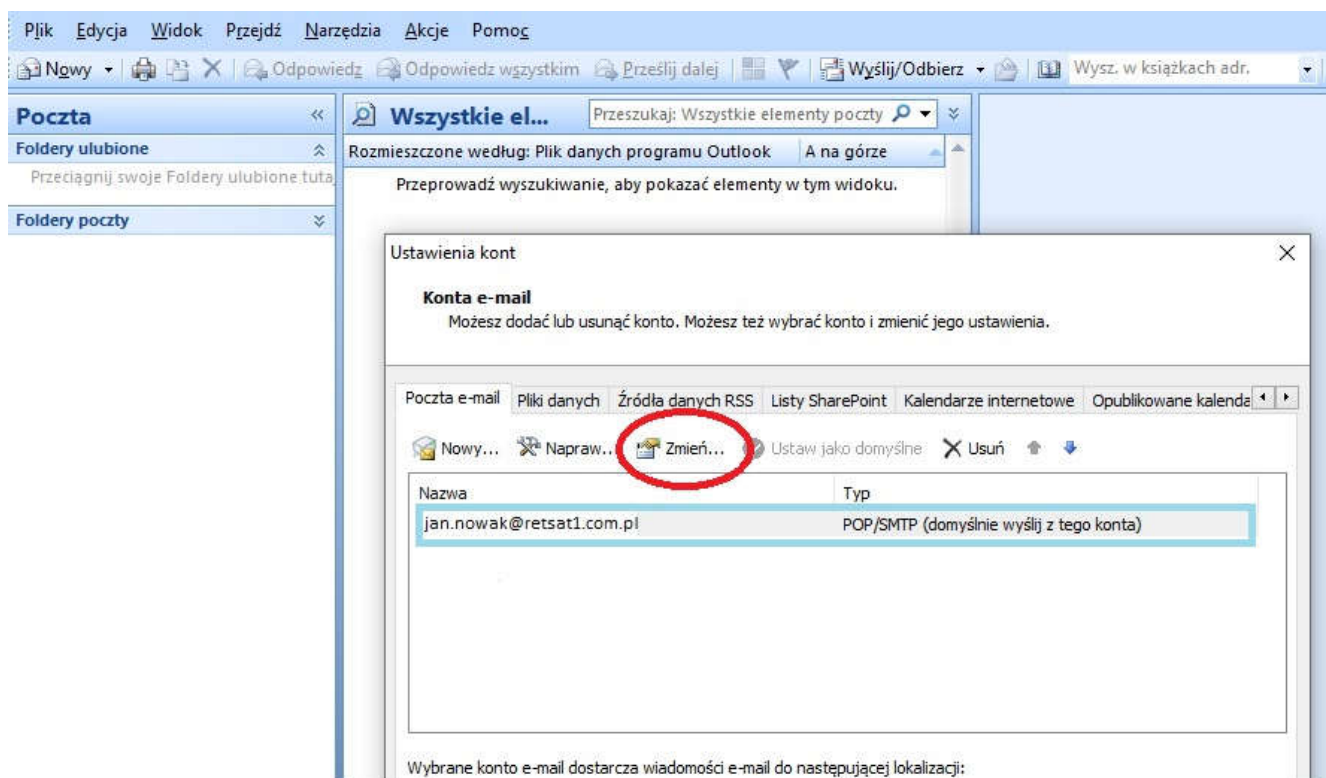 Plik Edycja Widok Przejdź Narzędzia Akcje Pomoc
Nowy Odpowiedz Odpowiedz wszystkim Prześlij dalej Wyślij/Odbierz Wysz. w książkach adr.
Poczta
Foldery ulubione
Przeciągnij swoje Foldery ulubione tuta
Foldery poczty
Wszystkie el... Przeszukaj: Wszystkie elementy poczty
Rozmieszczone według: Plik danych programu Outlook A na górze
Przeprowadź wyszukiwanie, aby pokazać elementy w tym widoku.
Ustawienia kont
Konta e-mail
Możesz dodać lub usunąć konto. Możesz też wybrać konto i zmienić jego ustawienia.
Poczta e-mail Pliki danych Źródła danych RSS Listy SharePoint Kalendarze internetowe Opublikowane kalenda
Nowy... Napraw... Zmień... Ustaw jako domyślne Usuń
Nazwa Typ
jan.nowak@retsat1.com.pl POP/SMTP (domyślnie wyślij z tego konta)
Wybrane konto e-mail dostarcza wiadomości e-mail do następującej lokalizacji: